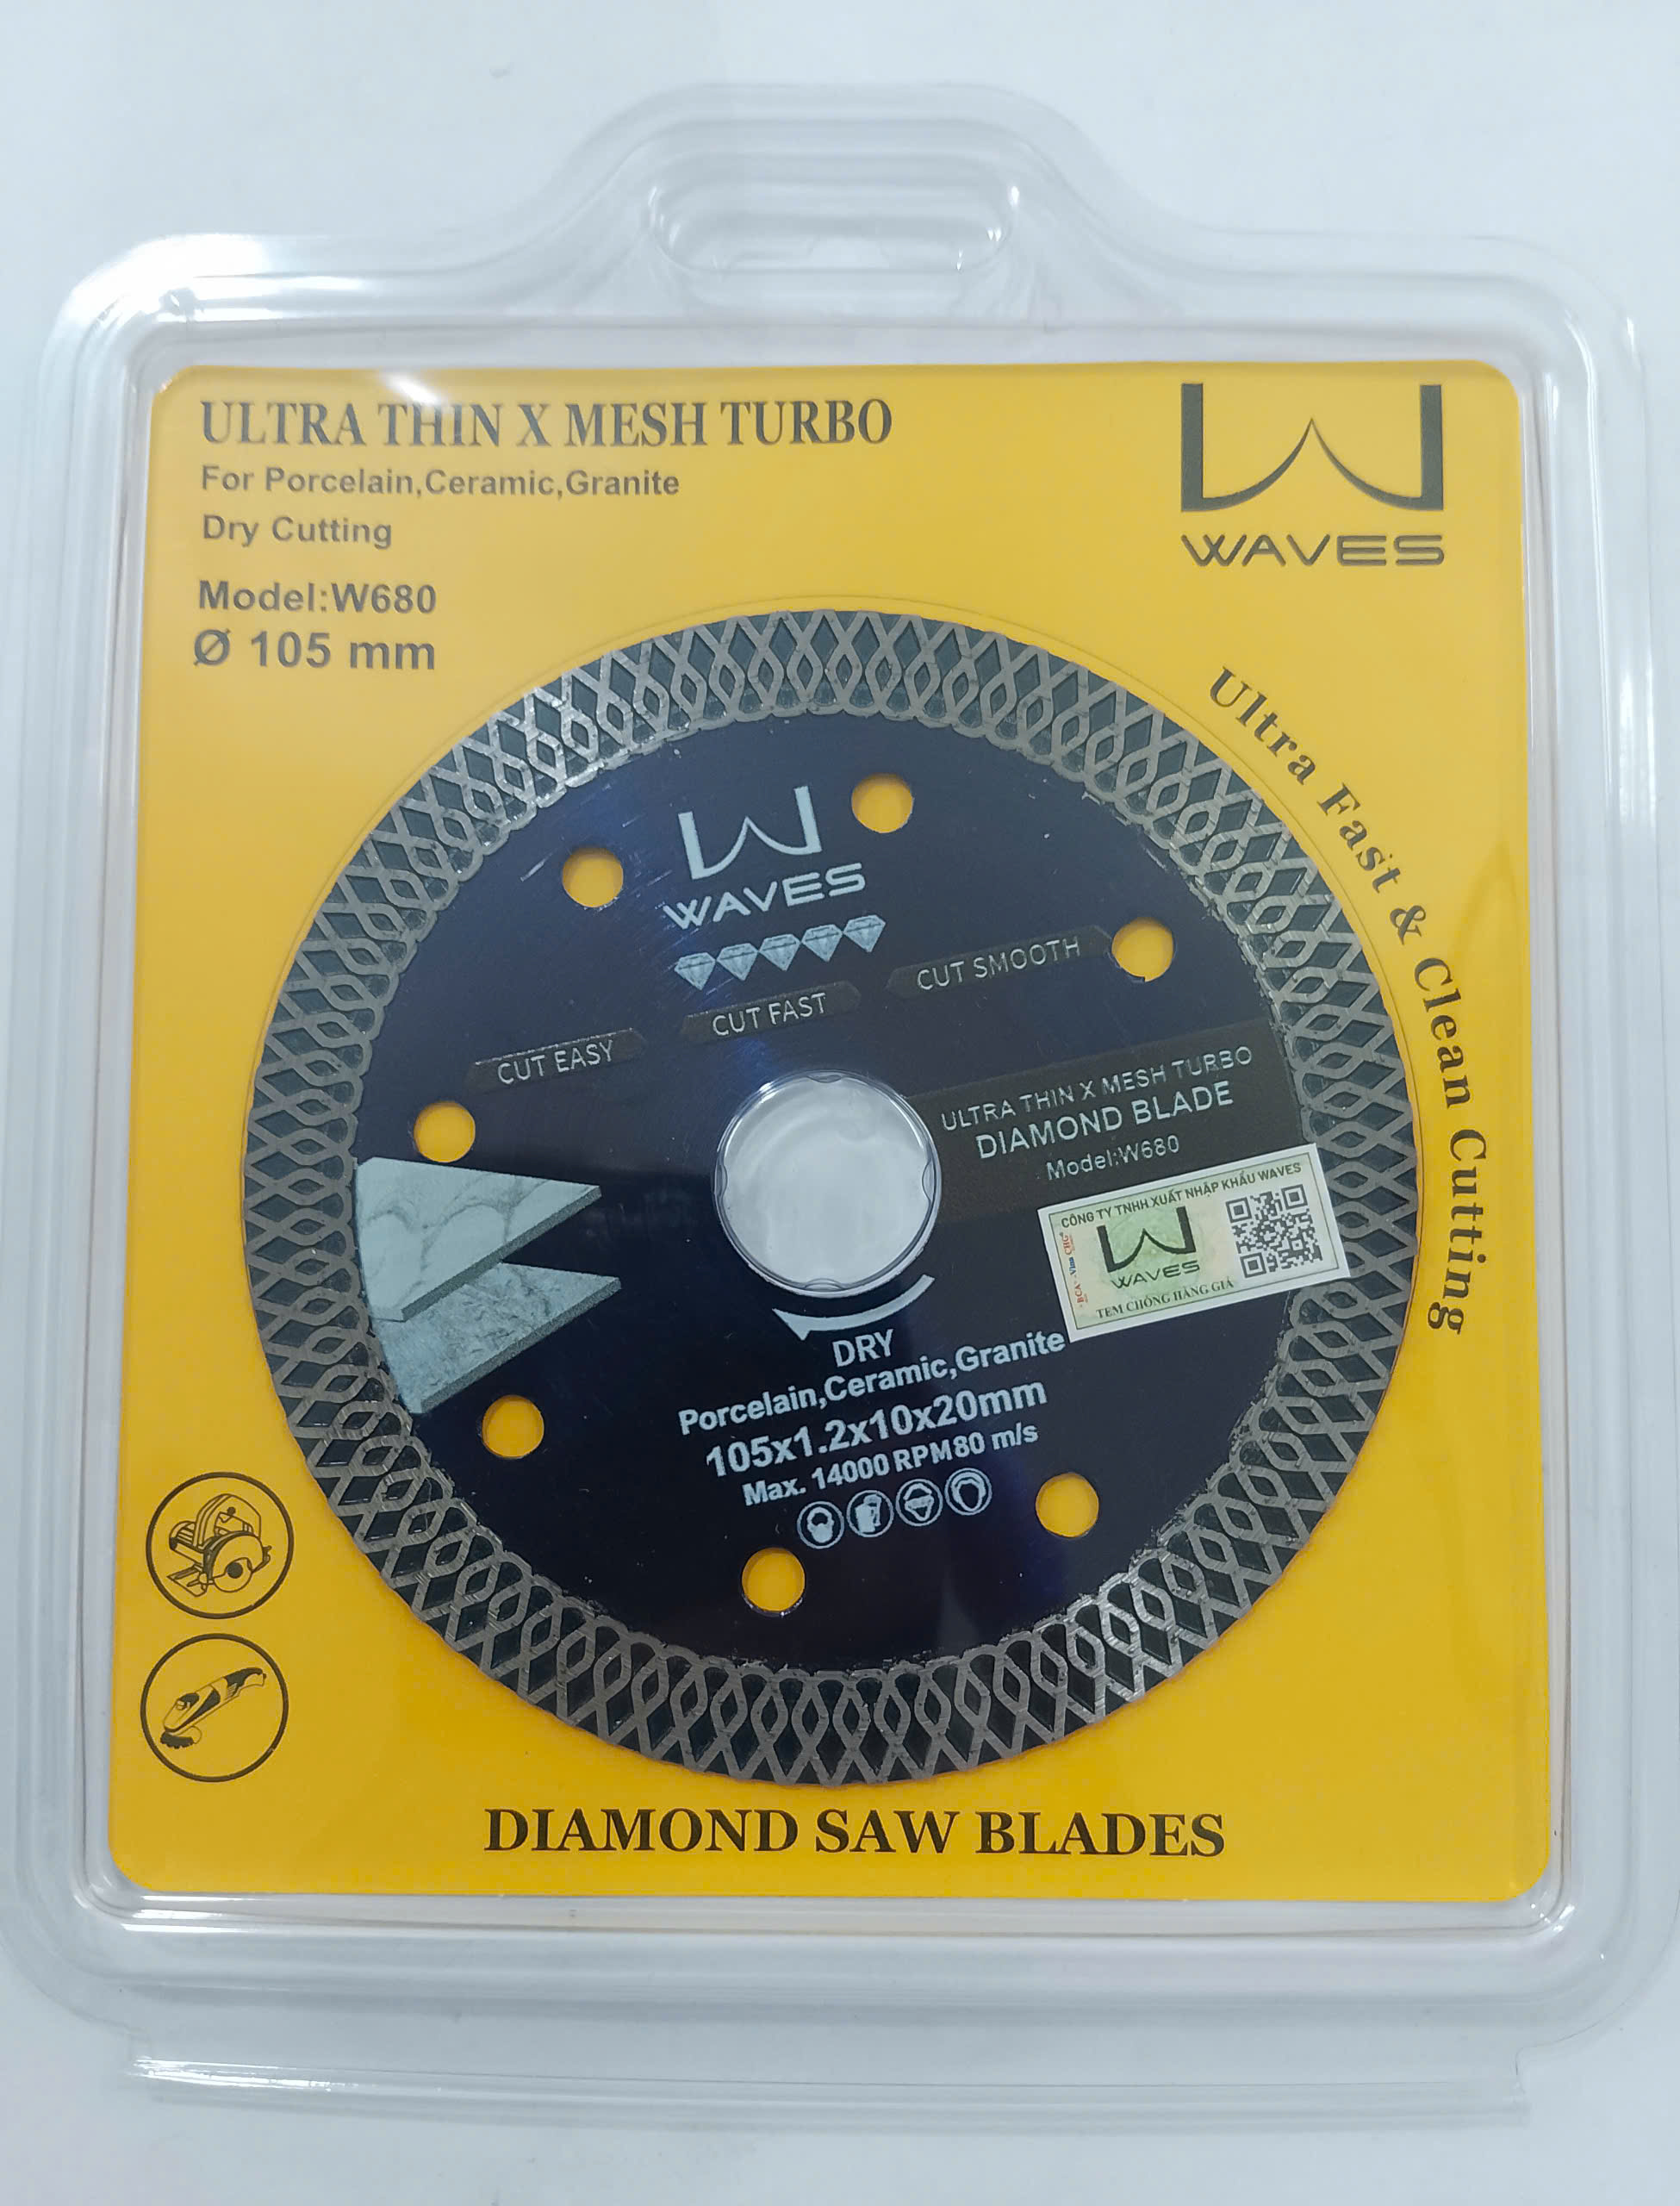 ULTRA THIN X MESH TURBO
For Porcelain,Ceramic,Granite
Dry Cutting
Model:W680
Ø 105 mm
WAVES
Ultra Fast & Clean Cutting
WAVES
CUT EASY
CUT FAST
CUT SMOOTH
ULTRA THIN X MESH TURBO
DIAMOND BLADE
Model:W680
CÔNG TY TNHH XUẤT NHẬP KHẨU WAVES
WAVES
TEM CHỐNG HÀNG GIẢ
DRY
Porcelain,Ceramic,Granite
105x1.2x10x20mm
Max. 14000 RPM80 m/s
DIAMOND SAW BLADES